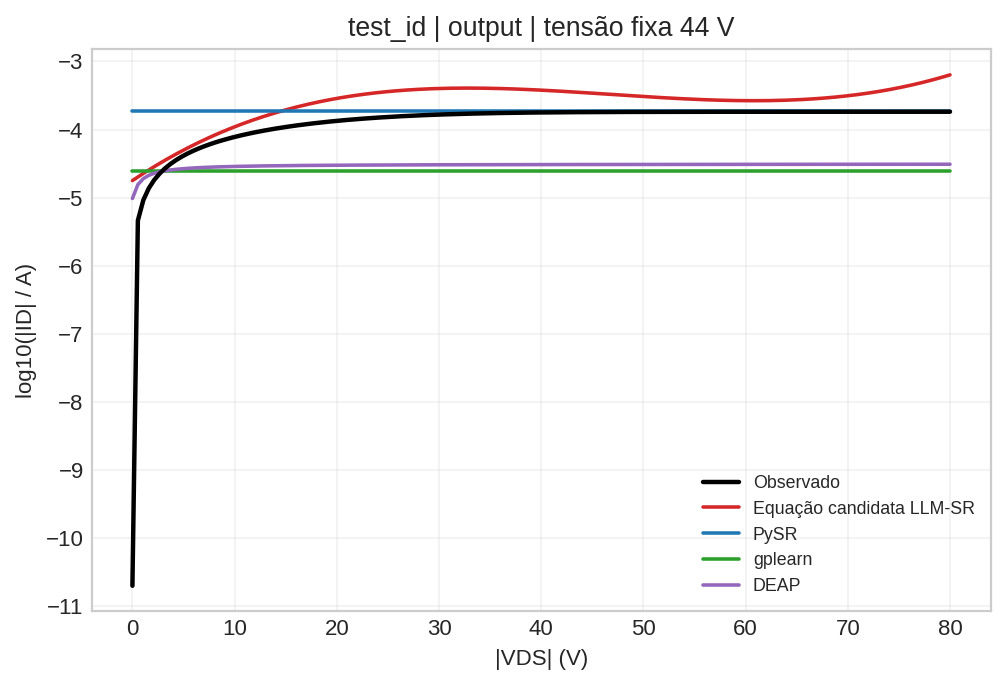 test_id | output | tensão fixa 44 V
log10(|ID| / A)
−3
−4
−5
−6
−7
−8
−9
−10
−11
Observado
Equação candidata LLM-SR
PySR
gplearn
DEAP
0 10 20 30 40 50 60 70 80
|VDS| (V)